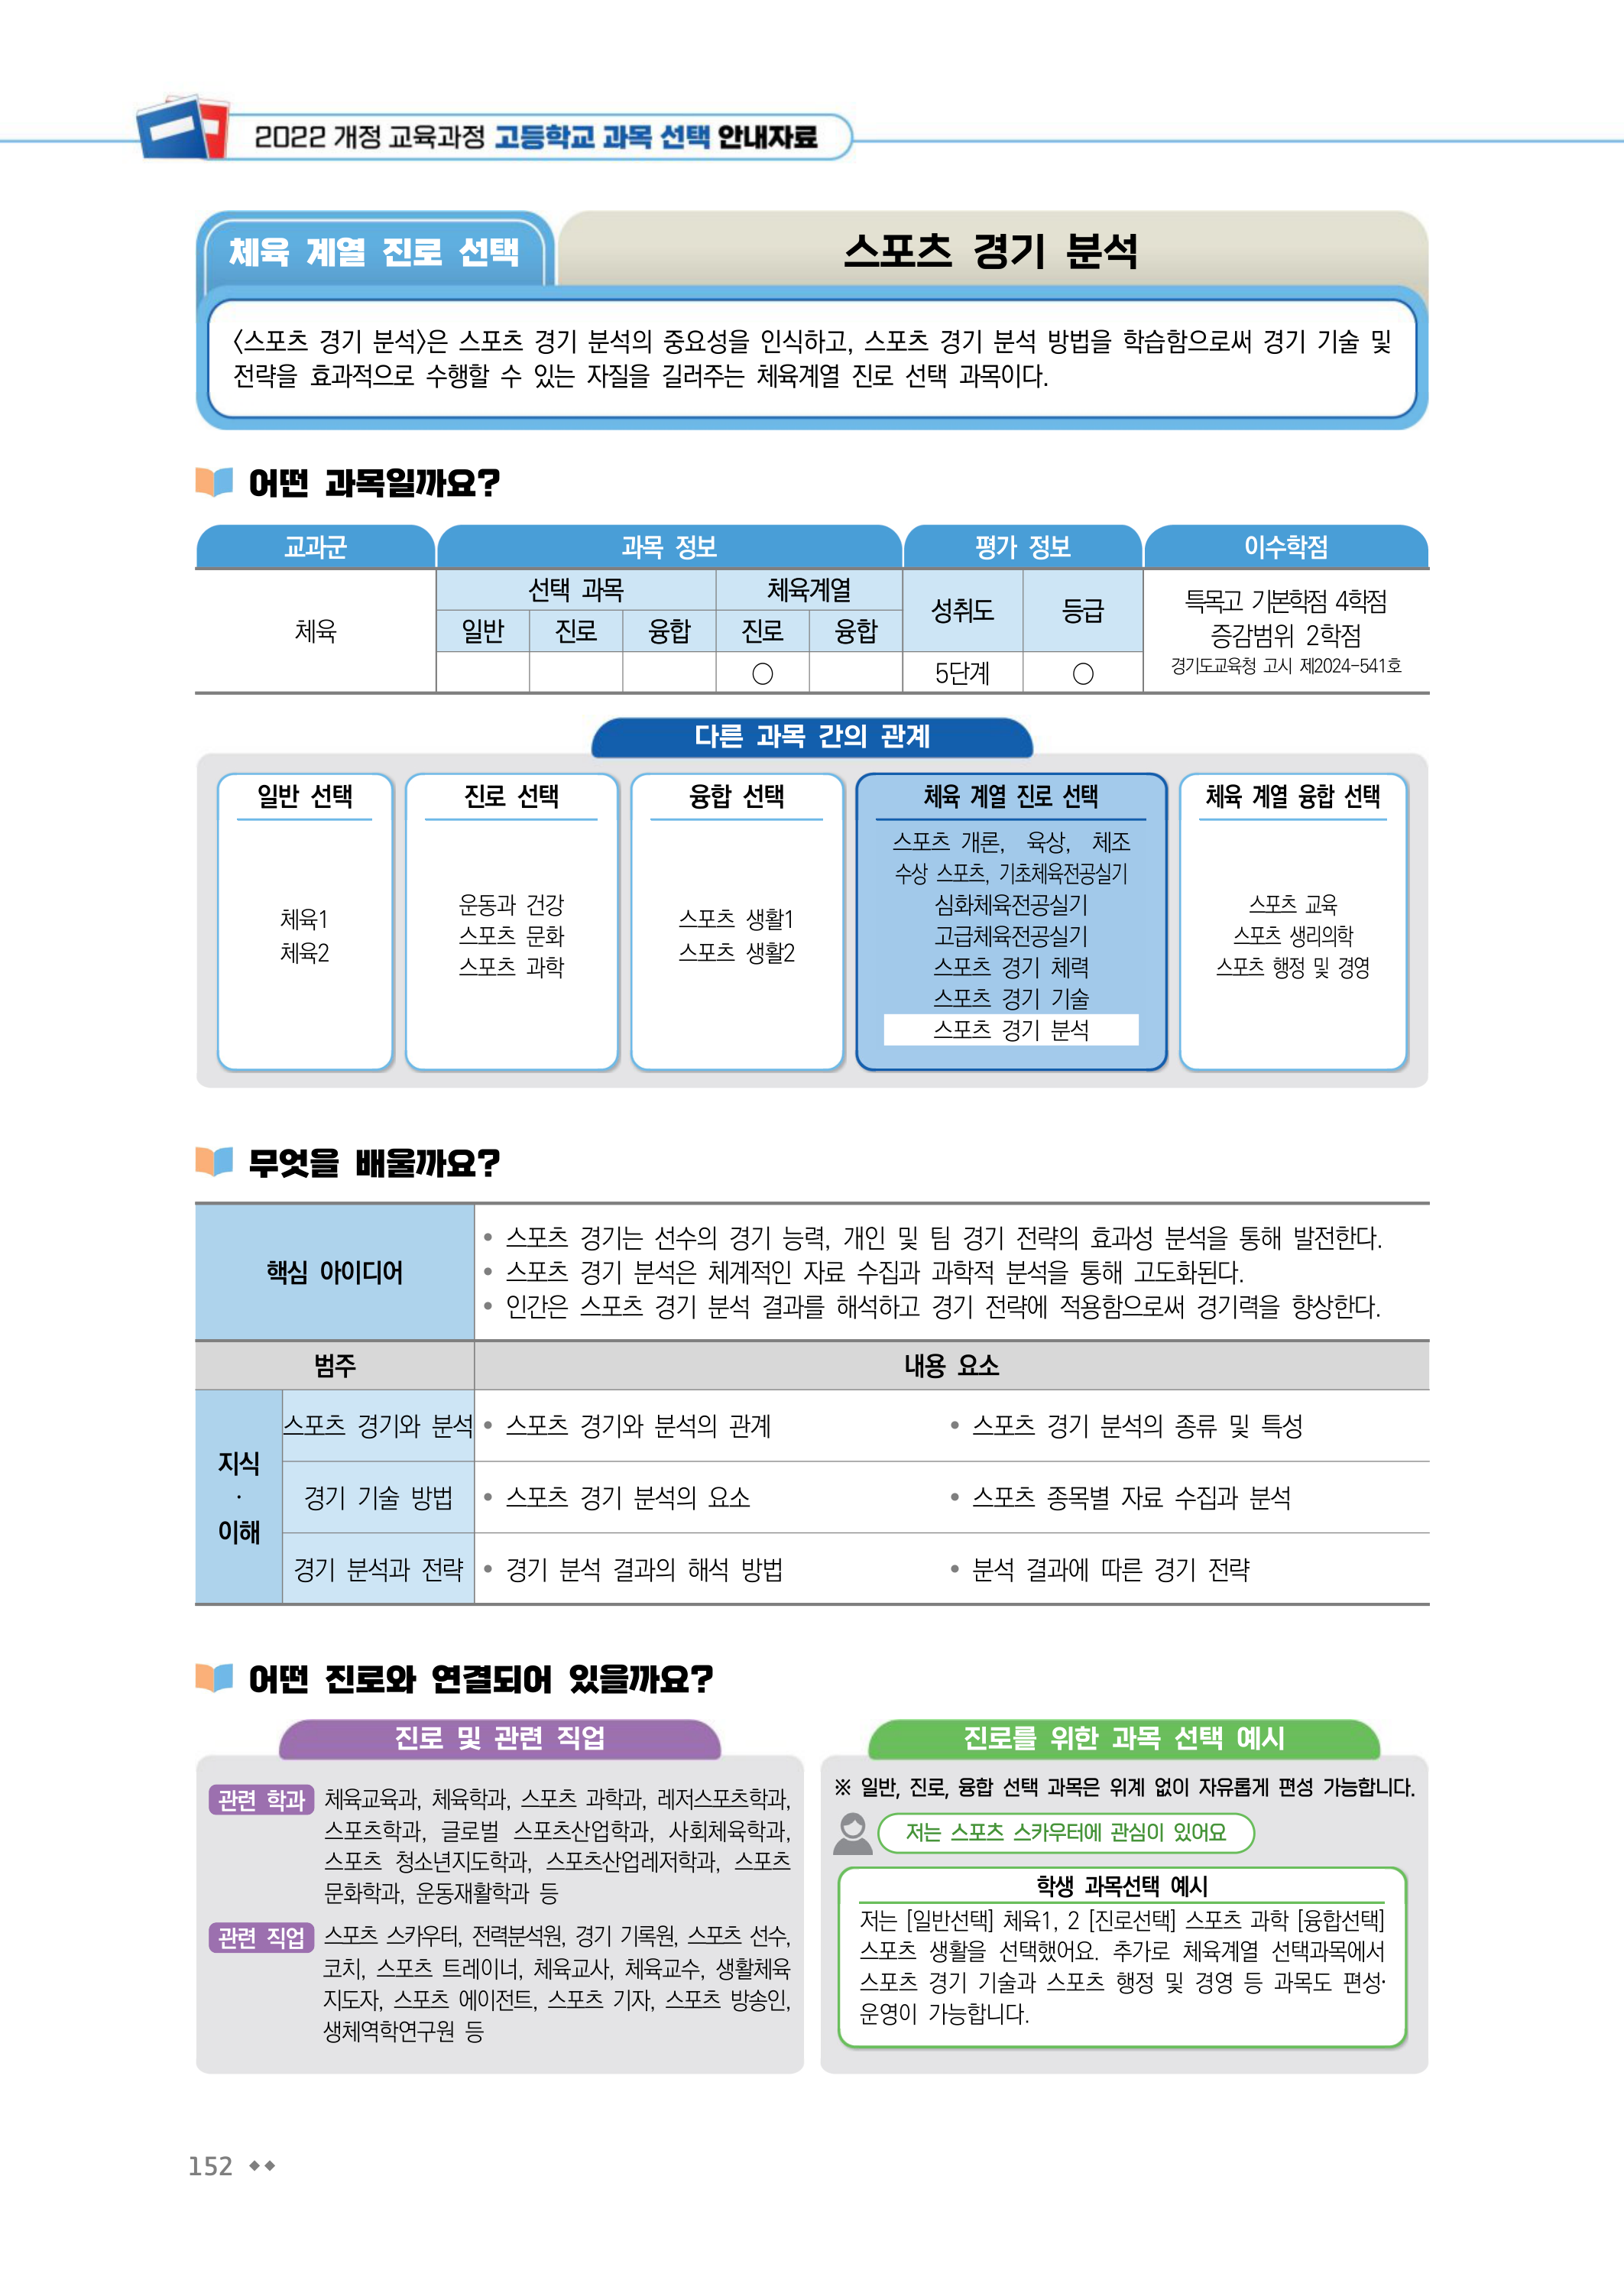 2022 개정 교육과정 고등학교 과목 선택 안내자료
체육 계열 진로 선택
스포츠 경기 분석
〈스포츠 경기 분석〉은 스포츠 경기 분석의 중요성을 인식하고, 스포츠 경기 분석 방법을 학습함으로써 경기 기술 및
전략을 효과적으로 수행할 수 있는 자질을 길러주는 체육계열 진로 선택 과목이다.
어떤 과목일까요?
교과군 과목 정보 평가 정보 이수학점
선택 과목 체육계열 성취도 등급
체육 일반 진로 융합 진로 융합
○ 5단계 ○
특목고 기본학점 4학점
증감범위 2학점
경기도교육청 고시 제2024-541호
다른 과목 간의 관계
일반 선택
체육1
체육2
진로 선택
운동과 건강
스포츠 문화
스포츠 과학
융합 선택
스포츠 생활1
스포츠 생활2
체육 계열 진로 선택
스포츠 개론, 육상, 체조
수상 스포츠, 기초체육전공실기
심화체육전공실기
고급체육전공실기
스포츠 경기 체력
스포츠 경기 기술
스포츠 경기 분석
체육 계열 융합 선택
스포츠 교육
스포츠 생리의학
스포츠 행정 및 경영
무엇을 배울까요?
핵심 아이디어
• 스포츠 경기는 선수의 경기 능력, 개인 및 팀 경기 전략의 효과성 분석을 통해 발전한다.
• 스포츠 경기 분석은 체계적인 자료 수집과 과학적 분석을 통해 고도화된다.
• 인간은 스포츠 경기 분석 결과를 해석하고 경기 전략에 적용함으로써 경기력을 향상한다.
범주 내용 요소
지식
·
이해
스포츠 경기와 분석 • 스포츠 경기와 분석의 관계 • 스포츠 경기 분석의 종류 및 특성
경기 기술 방법 • 스포츠 경기 분석의 요소 • 스포츠 종목별 자료 수집과 분석
경기 분석과 전략 • 경기 분석 결과의 해석 방법 • 분석 결과에 따른 경기 전략
어떤 진로와 연결되어 있을까요?
진로 및 관련 직업
관련 학과 체육교육과, 체육학과, 스포츠 과학과, 레저스포츠학과,
스포츠학과, 글로벌 스포츠산업학과, 사회체육학과,
스포츠 청소년지도학과, 스포츠산업레저학과, 스포츠
문화학과, 운동재활학과 등
관련 직업 스포츠 스카우터, 전력분석원, 경기 기록원, 스포츠 선수,
코치, 스포츠 트레이너, 체육교사, 체육교수, 생활체육
지도자, 스포츠 에이전트, 스포츠 기자, 스포츠 방송인,
생체역학연구원 등
진로를 위한 과목 선택 예시
※ 일반, 진로, 융합 선택 과목은 위계 없이 자유롭게 편성 가능합니다.
저는 스포츠 스카우터에 관심이 있어요
학생 과목선택 예시
저는 [일반선택] 체육1, 2 [진로선택] 스포츠 과학 [융합선택]
스포츠 생활을 선택했어요. 추가로 체육계열 선택과목에서
스포츠 경기 기술과 스포츠 행정 및 경영 등 과목도 편성·
운영이 가능합니다.
152